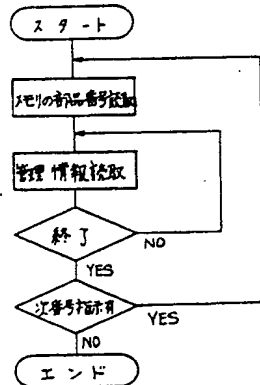 スタート
メモリの部品番号読取
管理情報読取
終了
NO
YES
次番号指示有
YES
NO
エンド